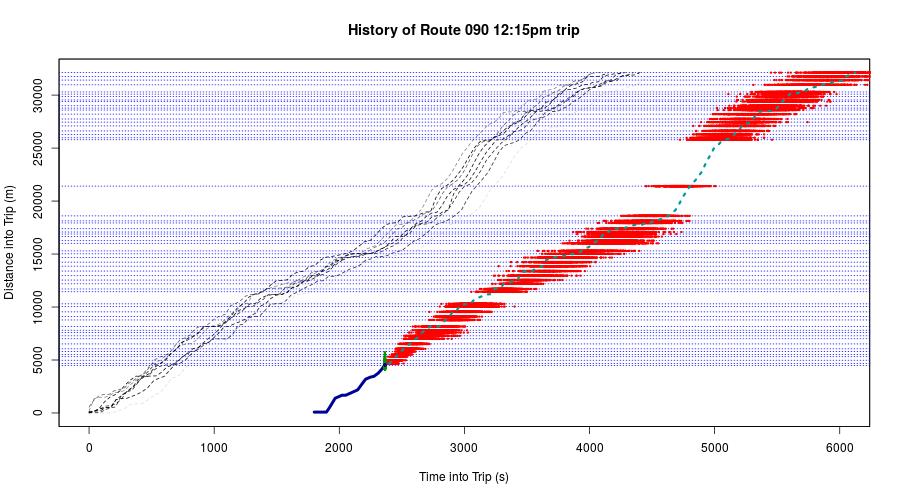 History of Route 090 12:15pm trip
Distance into Trip (m)
30000
25000
20000
15000
10000
5000
0
0 1000 2000 3000 4000 5000 6000
Time into Trip (s)